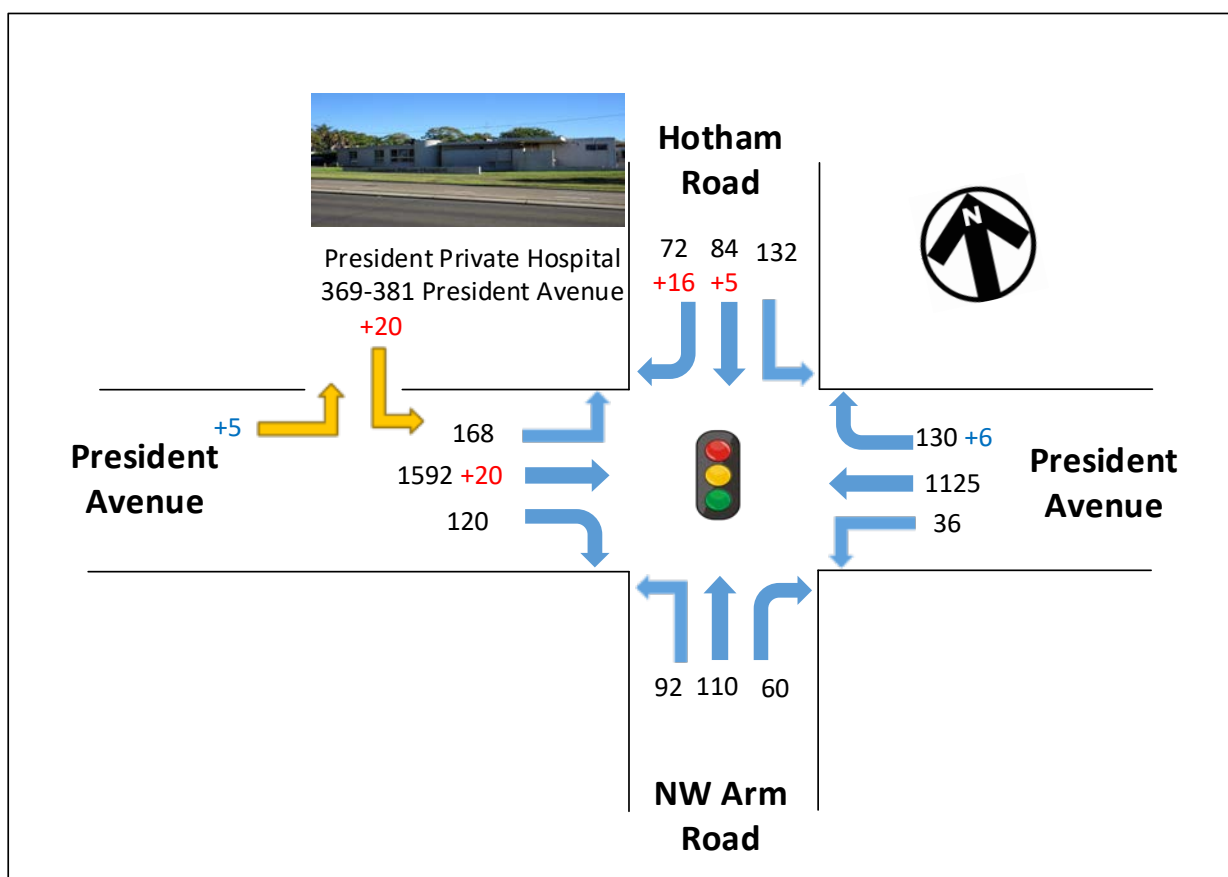 Hotham
Road
N
72 84 132
+16 +5
President Private Hospital
369-381 President Avenue
+20
+5
President
Avenue
168
1592 +20
120
130 +6
1125
36
President
Avenue
92 110 60
NW Arm
Road